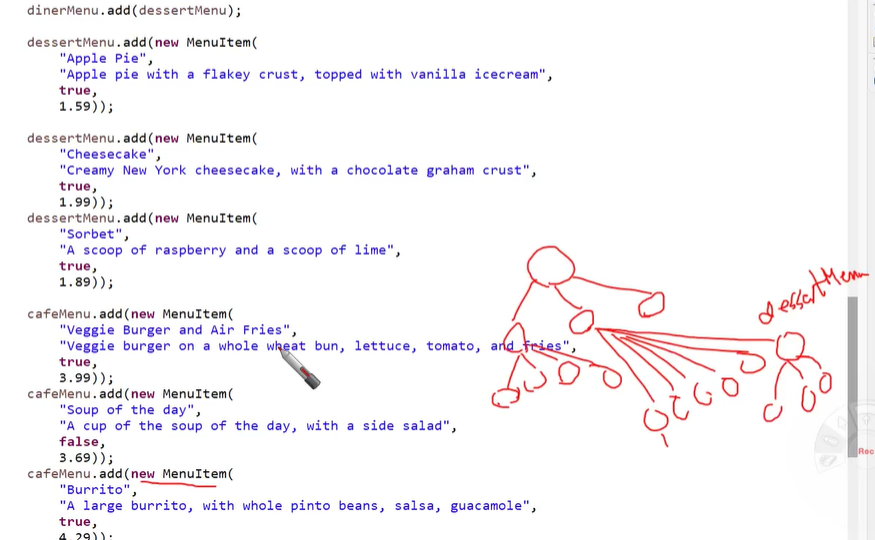 dinerMenu.add(dessertMenu);
dessertMenu.add(new MenuItem(
"Apple Pie",
"Apple pie with a flakey crust, topped with vanilla icecream",
true,
1.59));
dessertMenu.add(new MenuItem(
"Cheesecake",
"Creamy New York cheesecake, with a chocolate graham crust",
true,
1.99));
dessertMenu.add(new MenuItem(
"Sorbet",
"A scoop of raspberry and a scoop of lime",
true,
1.89));
cafeMenu.add(new MenuItem(
"Veggie Burger and Air Fries",
"Veggie burger on a whole wheat bun, lettuce, tomato, and fries",
true,
3.99));
cafeMenu.add(new MenuItem(
"Soup of the day",
"A cup of the soup of the day, with a side salad",
false,
3.69));
cafeMenu.add(new MenuItem(
"Burrito",
"A large burrito, with whole pinto beans, salsa, guacamole",
true,
4.29));
dessertMenu
Rec